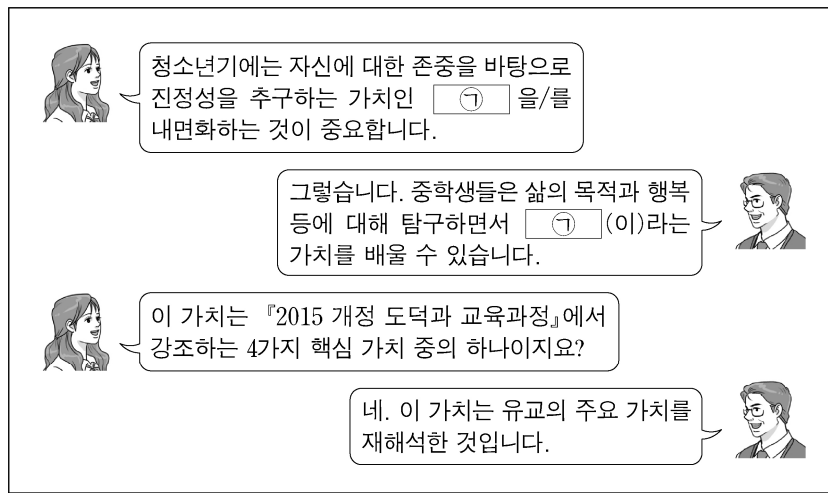 청소년기에는 자신에 대한 존중을 바탕으로
진정성을 추구하는 가치인 ㉠ 을/를
내면화하는 것이 중요합니다.
그렇습니다. 중학생들은 삶의 목적과 행복
등에 대해 탐구하면서 ㉠ (이)라는
가치를 배울 수 있습니다.
이 가치는 『2015 개정 도덕과 교육과정』에서
강조하는 4가지 핵심 가치 중의 하나이지요?
네. 이 가치는 유교의 주요 가치를
재해석한 것입니다.